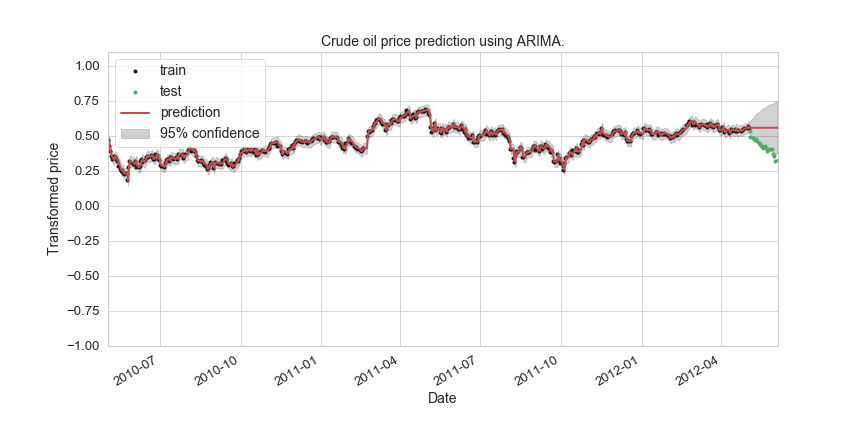 Crude oil price prediction using ARIMA.
train
test
prediction
95% confidence
1.00
0.75
0.50
0.25
0.00
−0.25
−0.50
−0.75
−1.00
Transformed price
2010-07
2010-10
2011-01
2011-04
2011-07
2011-10
2012-01
2012-04
Date